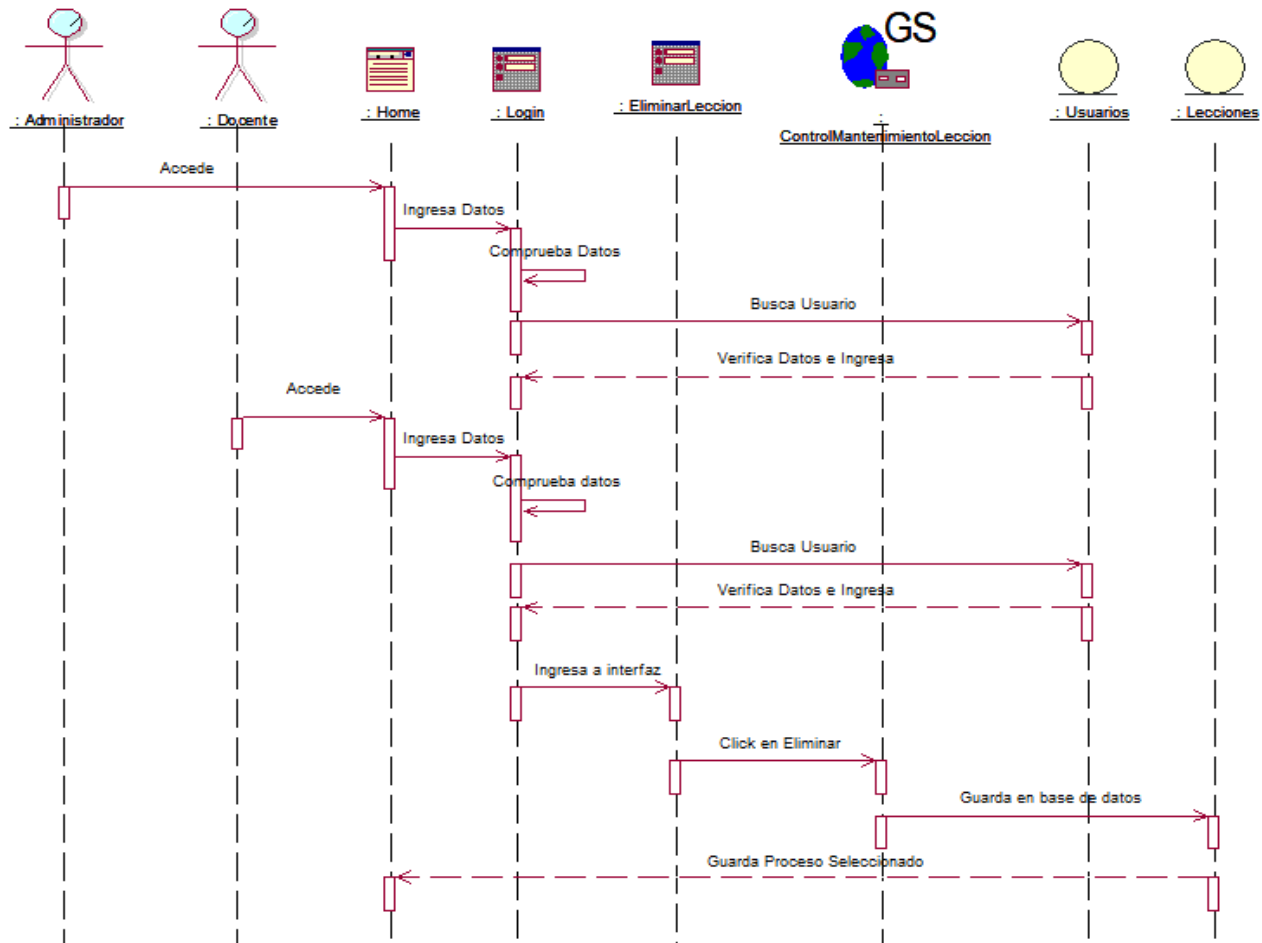 GS
: Administrador
: Docente
: Home
: Login
: EliminarLeccion
:
ControlMantenimientoLeccion
: Usuarios
: Lecciones
Accede
Ingresa Datos
Comprueba Datos
Busca Usuario
Verifica Datos e Ingresa
Accede
Ingresa Datos
Comprueba datos
Busca Usuario
Verifica Datos e Ingresa
Ingresa a interfaz
Click en Eliminar
Guarda en base de datos
Guarda Proceso Seleccionado